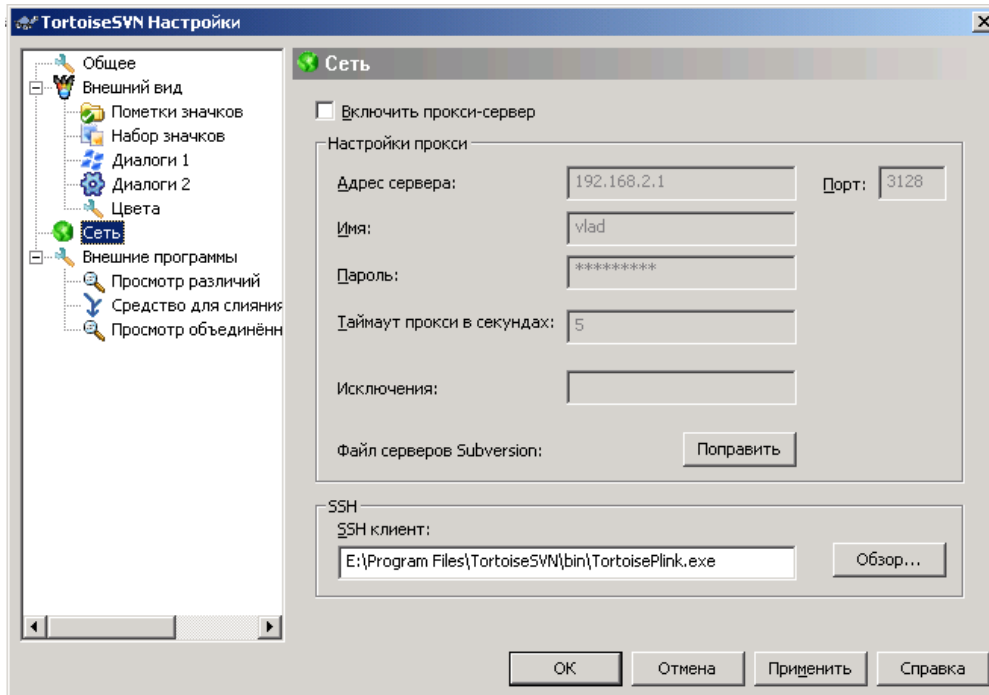 TortoiseSVN Настройки
Общее
Внешний вид
Пометки значков
Набор значков
Диалоги 1
Диалоги 2
Цвета
Сеть
Внешние программы
Просмотр различий
Средство для слияния
Просмотр объединённ
Сеть
Включить прокси-сервер
Настройки прокси
Адрес сервера: 192.168.2.1 Порт: 3128
Имя: vlad
Пароль: *********
Таймаут прокси в секундах: 5
Исключения:
Файл серверов Subversion: Поправить
SSH
SSH клиент:
E:\Program Files\TortoiseSVN\bin\TortoisePlink.exe Обзор...
OK Отмена Применить Справка